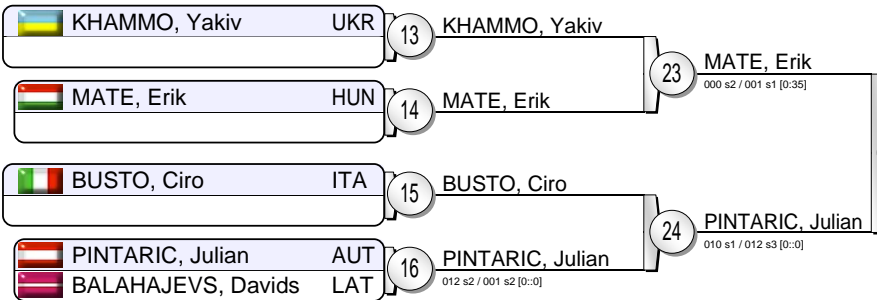 KHAMMO, Yakiv UKR
13 KHAMMO, Yakiv
MATE, Erik HUN
14 MATE, Erik
23 MATE, Erik
000 s2 / 001 s1 [0:35]
BUSTO, Ciro ITA
15 BUSTO, Ciro
PINTARIC, Julian AUT
BALAHAJEVS, Davids LAT
16 PINTARIC, Julian
012 s2 / 001 s2 [0::0]
24 PINTARIC, Julian
010 s1 / 012 s3 [0::0]